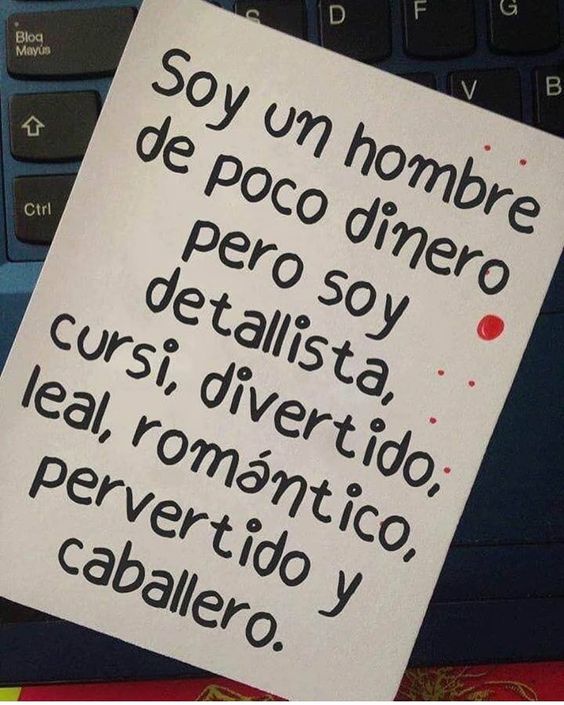 S D F G
Bloq
Mayús
V B
Ctrl
Soy un hombre
de poco dinero
pero soy
detallista,
cursi, divertido,
leal, romántico,
pervertido y
caballero.